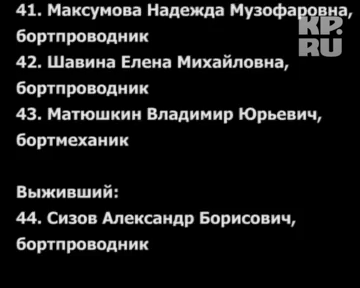 41. Максумова Надежда Музофаровна,
бортпроводник
42. Шавина Елена Михайловна,
бортпроводник
43. Матюшкин Владимир Юрьевич,
бортмеханик
Выживший:
44. Сизов Александр Борисович,
бортпроводник
KP.
RU